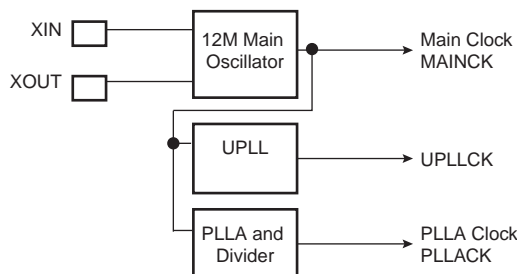 XIN
XOUT
12M Main
Oscillator
Main Clock
MAINCK
UPLL
UPLLCK
PLLA and
Divider
PLLA Clock
PLLACK